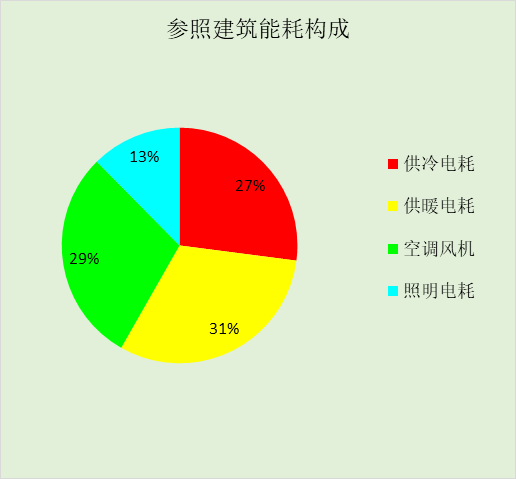 参照建筑能耗构成
13%
27%
29%
31%
供冷电耗
供暖电耗
空调风机
照明电耗